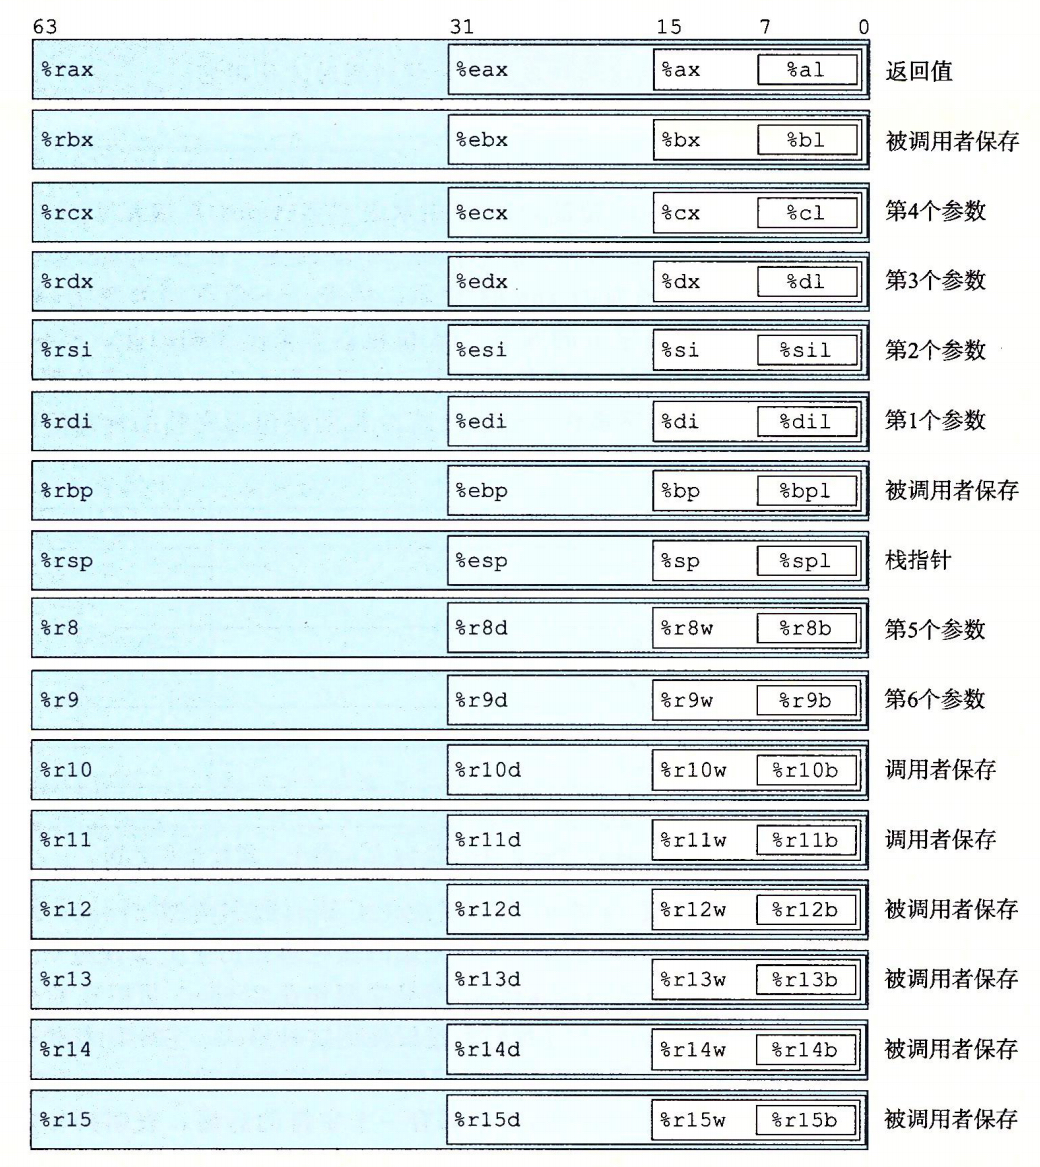 63 31 15 7 0
%rax %eax %ax %al 返回值
%rbx %ebx %bx %bl 被调用者保存
%rcx %ecx %cx %cl 第4个参数
%rdx %edx %dx %dl 第3个参数
%rsi %esi %si %sil 第2个参数
%rdi %edi %di %dil 第1个参数
%rbp %ebp %bp %bpl 被调用者保存
%rsp %esp %sp %spl 栈指针
%r8 %r8d %r8w %r8b 第5个参数
%r9 %r9d %r9w %r9b 第6个参数
%r10 %r10d %r10w %r10b 调用者保存
%r11 %r11d %r11w %r11b 调用者保存
%r12 %r12d %r12w %r12b 被调用者保存
%r13 %r13d %r13w %r13b 被调用者保存
%r14 %r14d %r14w %r14b 被调用者保存
%r15 %r15d %r15w %r15b 被调用者保存